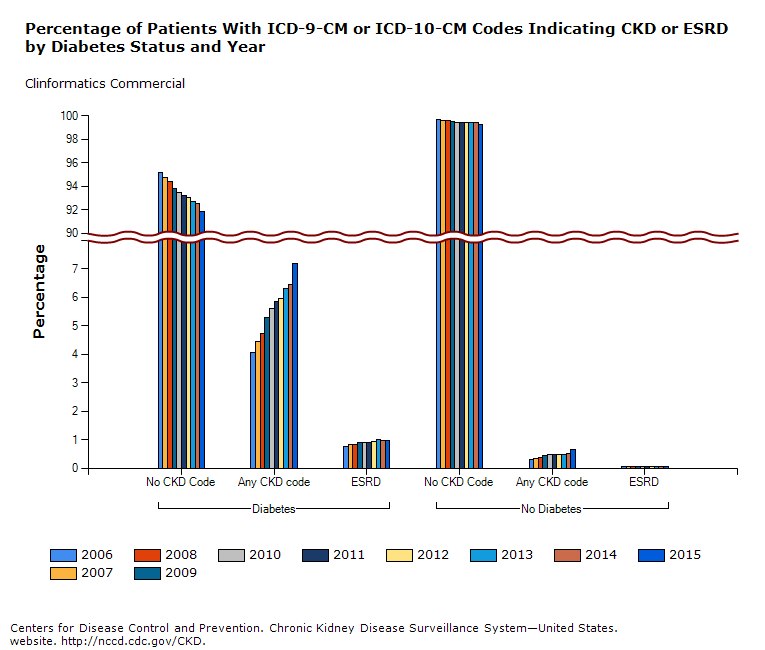 Percentage of Patients With ICD-9-CM or ICD-10-CM Codes Indicating CKD or ESRD
by Diabetes Status and Year
Clinformatics Commercial
100
98
96
94
92
90
7
6
5
4
3
2
1
0
Percentage
No CKD Code Any CKD code ESRD No CKD Code Any CKD code ESRD
Diabetes No Diabetes
2006 2008 2010 2011 2012 2013 2014 2015
2007 2009
Centers for Disease Control and Prevention. Chronic Kidney Disease Surveillance System—United States.
website. http://nccd.cdc.gov/CKD.